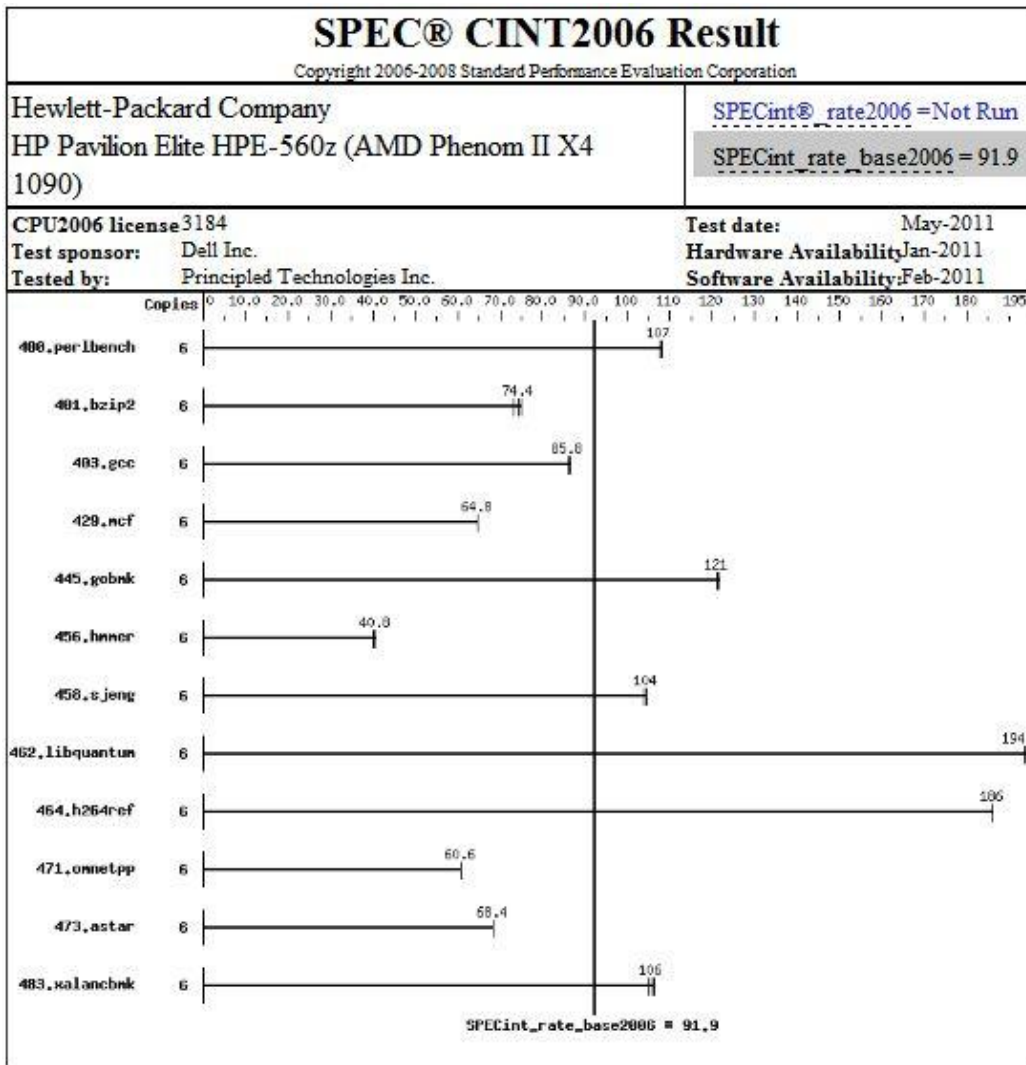 SPEC® CINT2006 Result
Copyright 2006-2008 Standard Performance Evaluation Corporation
Hewlett-Packard Company
HP Pavilion Elite HPE-560z (AMD Phenom II X4
1090)
SPECint®_rate2006 =Not Run
SPECint_rate_base2006 = 91.9
CPU2006 license 3184
Test date: May-2011
Test sponsor: Dell Inc.
Hardware Availability Jan-2011
Tested by: Principled Technologies Inc.
Software Availability: Feb-2011
Copies 0 10.0 20.0 30.0 40.0 50.0 60.0 70.0 80.0 90.0 100 110 120 130 140 150 160 170 180 195
400.perlbench 6 107
401.bzip2 6 74.4
403.gcc 6 85.8
429.mcf 6 64.8
445.gobmk 6 121
456.hmmer 6 40.8
458.sjeng 6 104
462.libquantum 6 194
464.h264ref 6 186
471.omnetpp 6 60.6
473.astar 6 68.4
483.xalancbmk 6 106
SPECint_rate_base2006 = 91.9